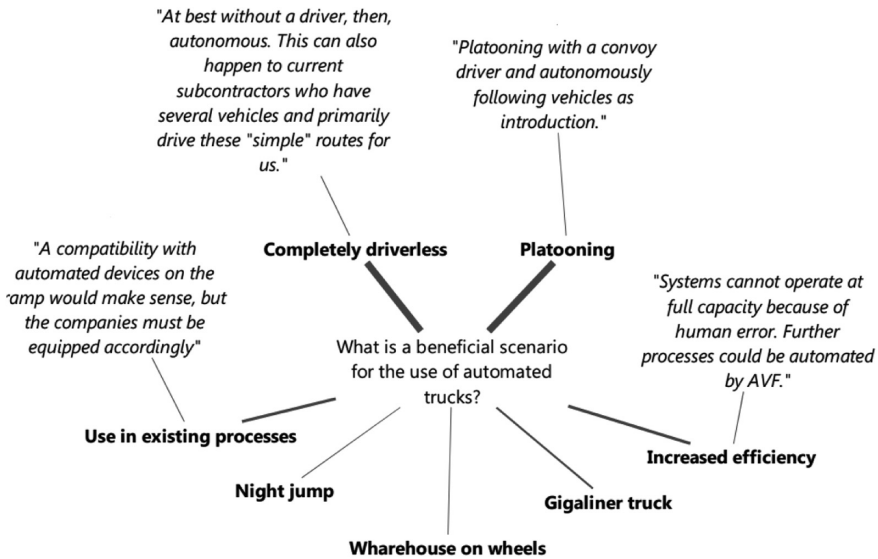 "At best without a driver, then,
autonomous. This can also
happen to current
subcontractors who have
several vehicles and primarily
drive these "simple" routes for
us."
"Platooning with a convoy
driver and autonomously
following vehicles as
introduction."
Completely driverless
Platooning
"A compatibility with
automated devices on the
ramp would make sense, but
the companies must be
equipped accordingly"
"Systems cannot operate at
full capacity because of
human error. Further
processes could be automated
by AVF."
What is a beneficial scenario
for the use of automated
trucks?
Use in existing processes
Increased efficiency
Night jump
Gigaliner truck
Wharehouse on wheels